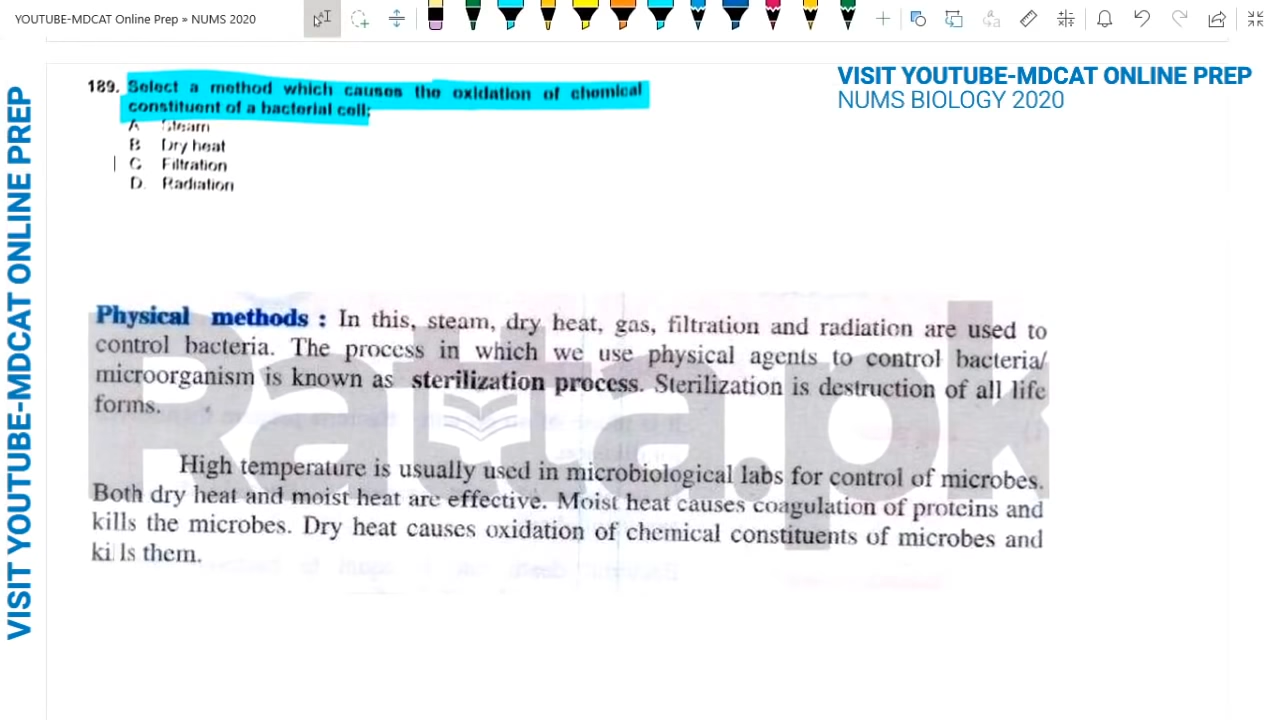 YOUTUBE-MDCAT Online Prep » NUMS 2020
VISIT YOUTUBE-MDCAT ONLINE PREP
NUMS BIOLOGY 2020
VISIT YOUTUBE-MDCAT ONLINE PREP
189. Select a method which causes the oxidation of chemical
constituent of a bacterial cell:
A Steam
B Dry heat
C Filtration
D. Radiation
Physical methods : In this, steam, dry heat, gas, filtration and radiation are used to
control bacteria. The process in which we use physical agents to control bacteria/
microorganism is known as sterilization process. Sterilization is destruction of all life
forms.
High temperature is usually used in microbiological labs for control of microbes.
Both dry heat and moist heat are effective. Moist heat causes coagulation of proteins and
kills the microbes. Dry heat causes oxidation of chemical constituents of microbes and
kills them.
Ratta.pk